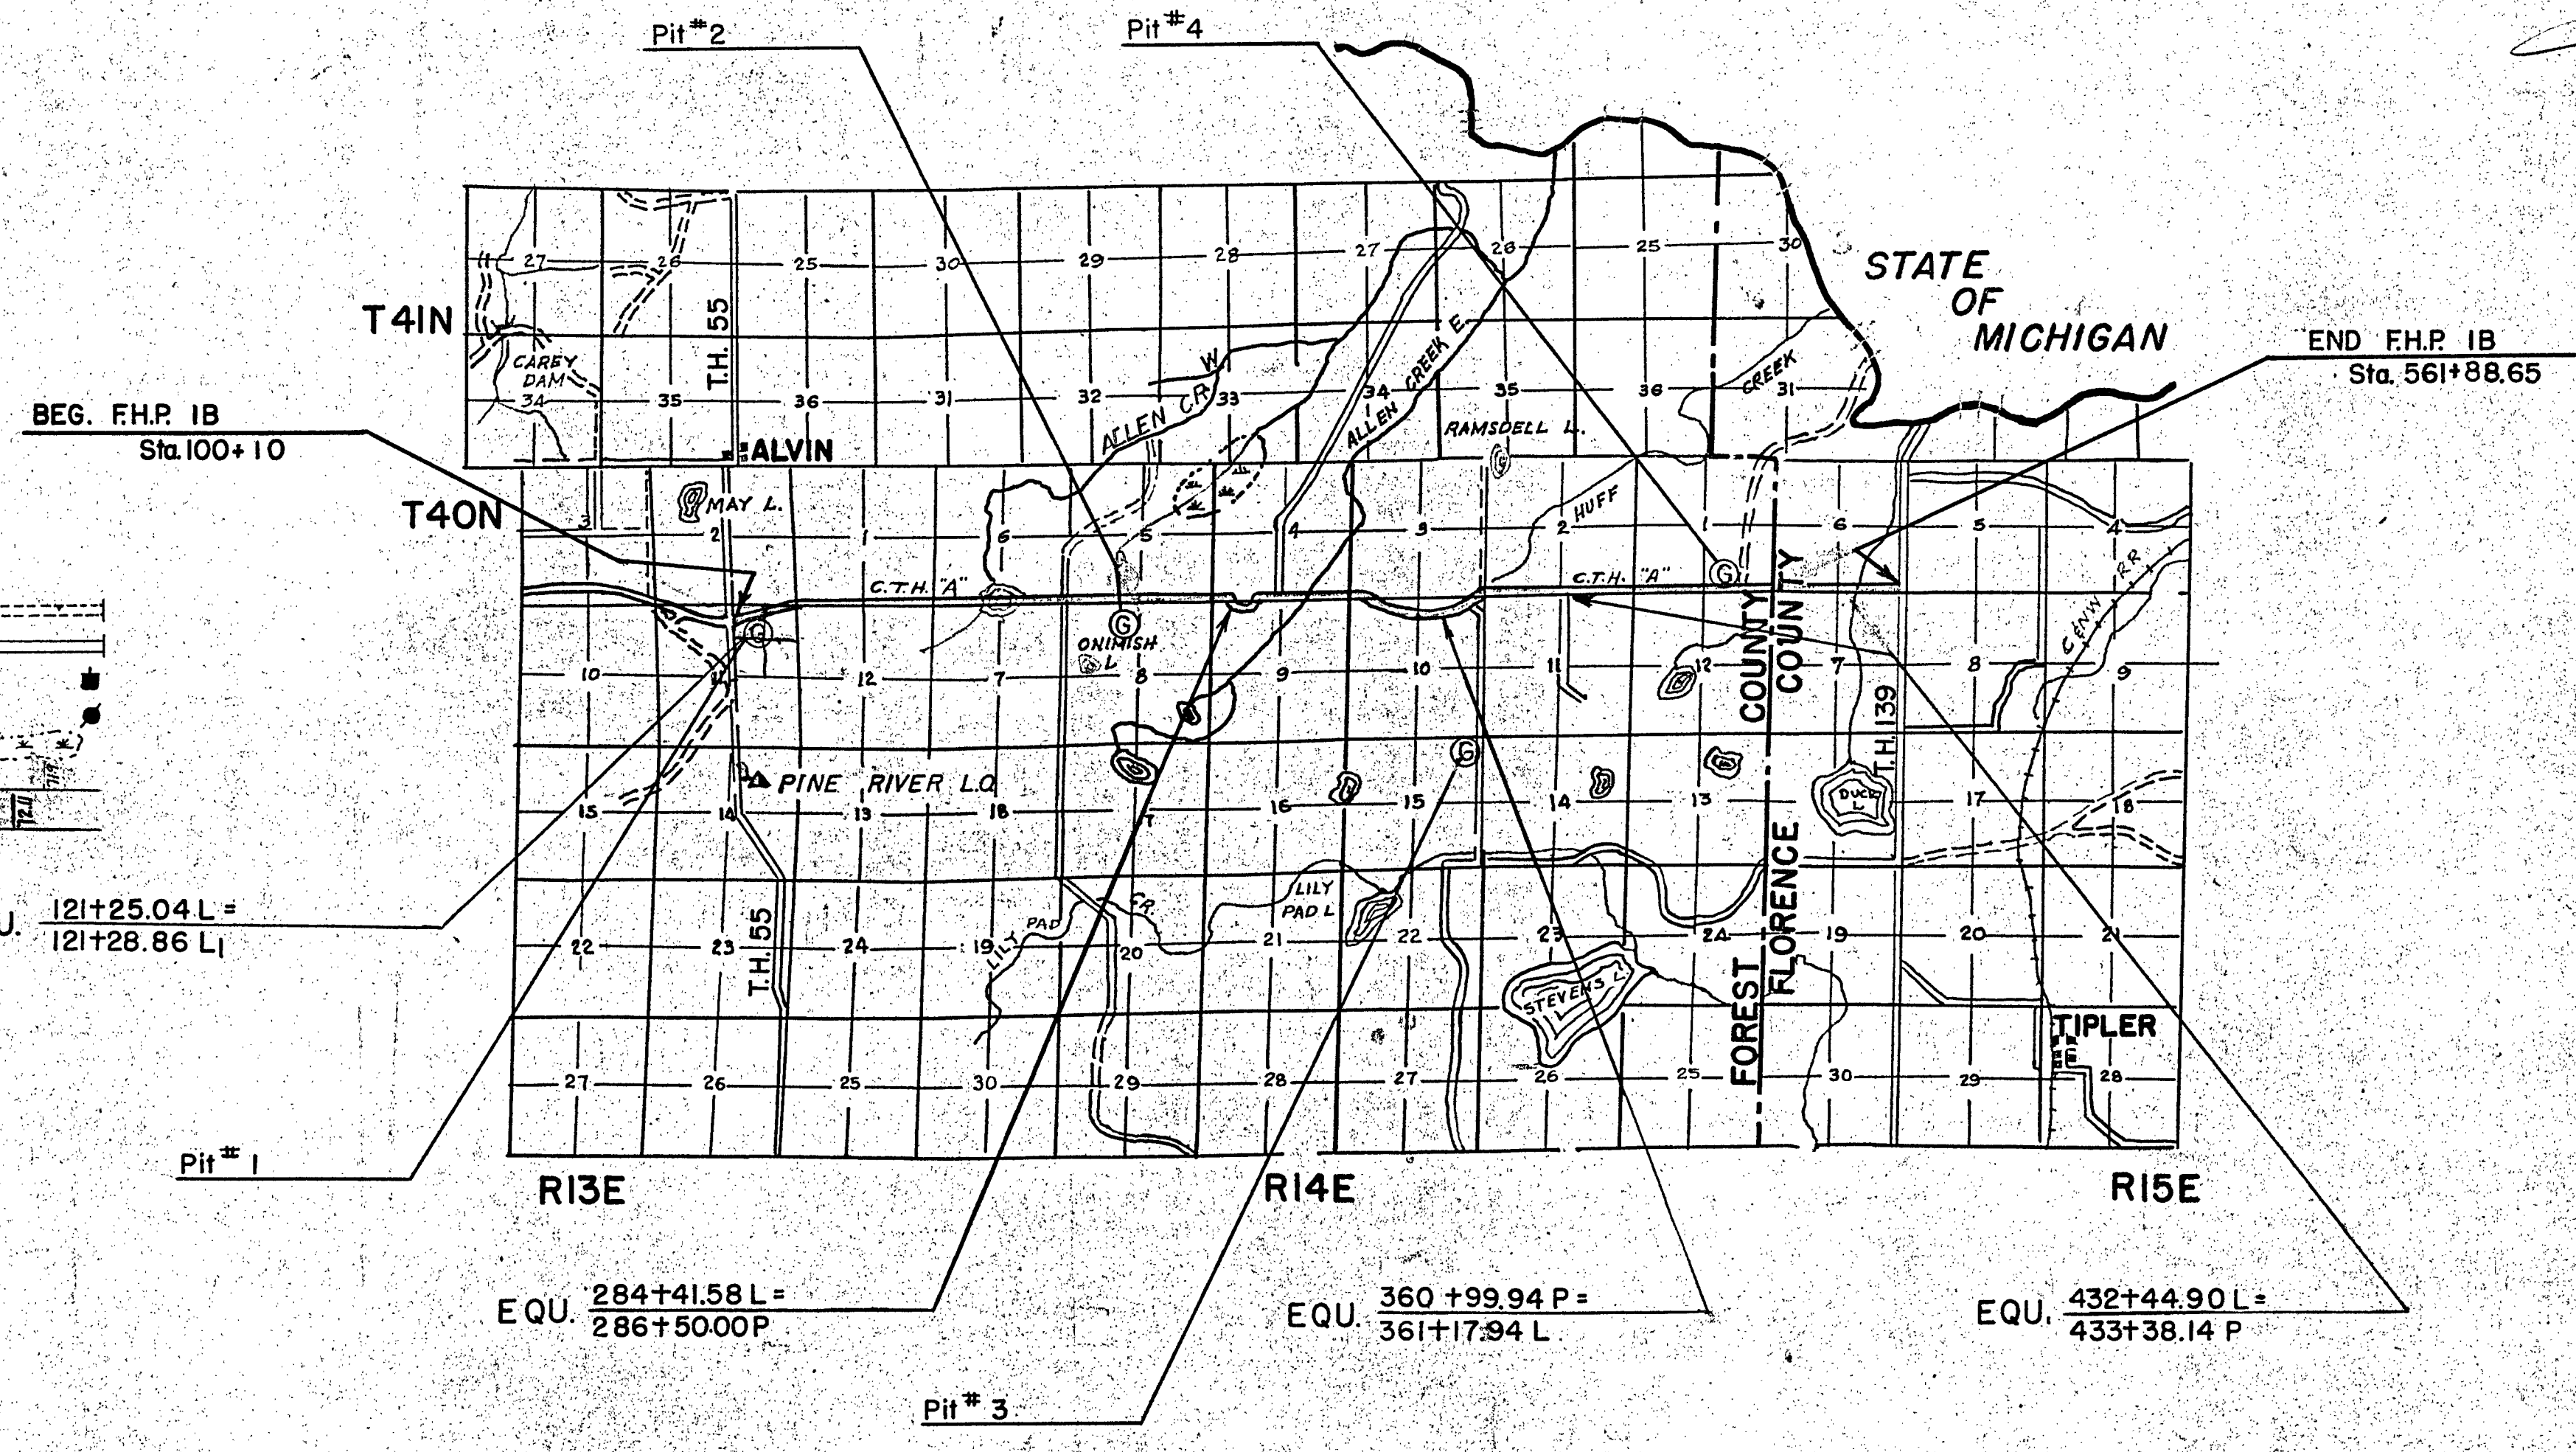 Pit #2
Pit #4
STATE
OF
MICHIGAN
END F.H.P. 1B
Sta. 561+88.65
BEG. F.H.P. 1B
Sta. 100+10
T41N
27 26 25 30 29 28 27 26 25 30
T.H. 55
CAREY
DAM
34 35 36 31 32 33 34 35 36 31
ALLEN CR. W
ALLEN CREEK E.
CREEK
RAMSDELL L.
ALVIN
T40N
MAY L.
3 2 1 6 5 4 3 2 1 6 5 4
HUFF
C.T.H. "A"
C.T.H. "A"
G
G
G
ONIMISH
L
C&NW RR
10 11 12 7 8 9 10 11 12 7 8 9
COUNTY
COUNTY
T.H. 139
G
PINE RIVER L.O.
DUCK
L
15 14 13 18 16 15 14 13 17 18
72.11
LILY
PAD L
LILY PAD CR.
T.H. 55
22 23 24 19 20 21 22 23 24 19 20 21
FOREST
FLORENCE
STEVENS L
TIPLER
27 26 25 30 29 28 27 26 25 30 29 28
121+25.04 L =
U.
121+28.86 L1
Pit #1
R13E
R14E
R15E
EQU. 284+41.58 L =
286+50.00 P
EQU. 360+99.94 P =
361+17.94 L
EQU. 432+44.90 L =
433+38.14 P
Pit #3